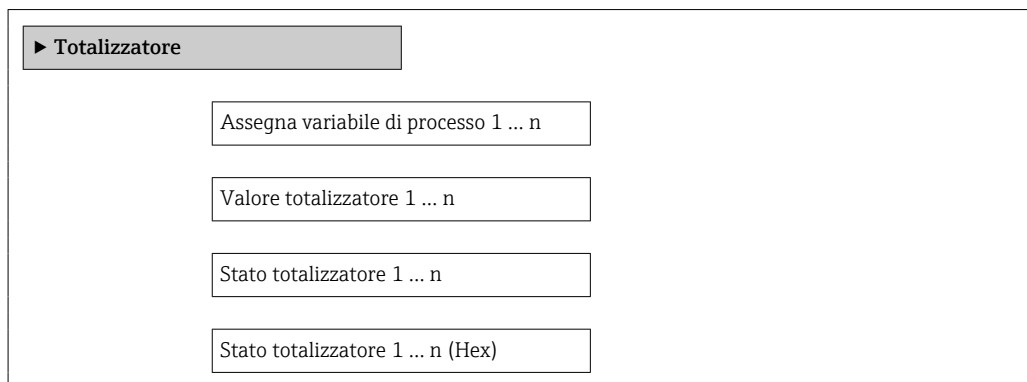 ▶ Totalizzatore
Assegna variabile di processo 1 … n
Valore totalizzatore 1 … n
Stato totalizzatore 1 … n
Stato totalizzatore 1 … n (Hex)